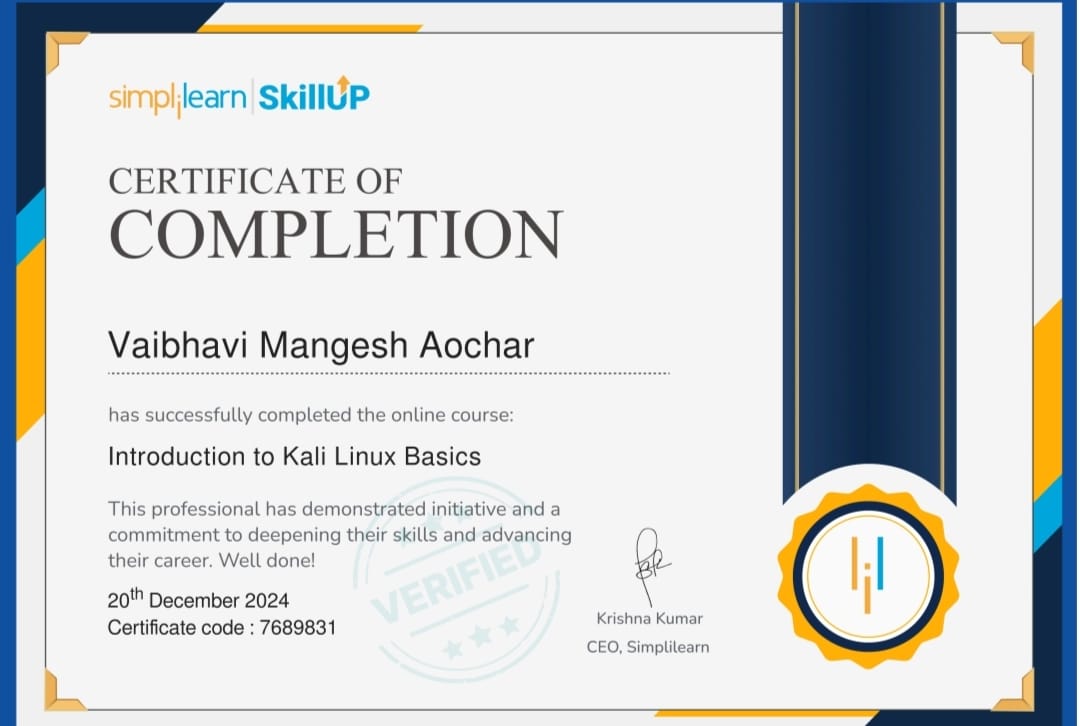 simplilearn | SkillUP
CERTIFICATE OF
COMPLETION
Vaibhavi Mangesh Aochar
has successfully completed the online course:
Introduction to Kali Linux Basics
This professional has demonstrated initiative and a
commitment to deepening their skills and advancing
their career. Well done!
VERIFIED
20th December 2024
Certificate code : 7689831
Krishna Kumar
CEO, Simplilearn